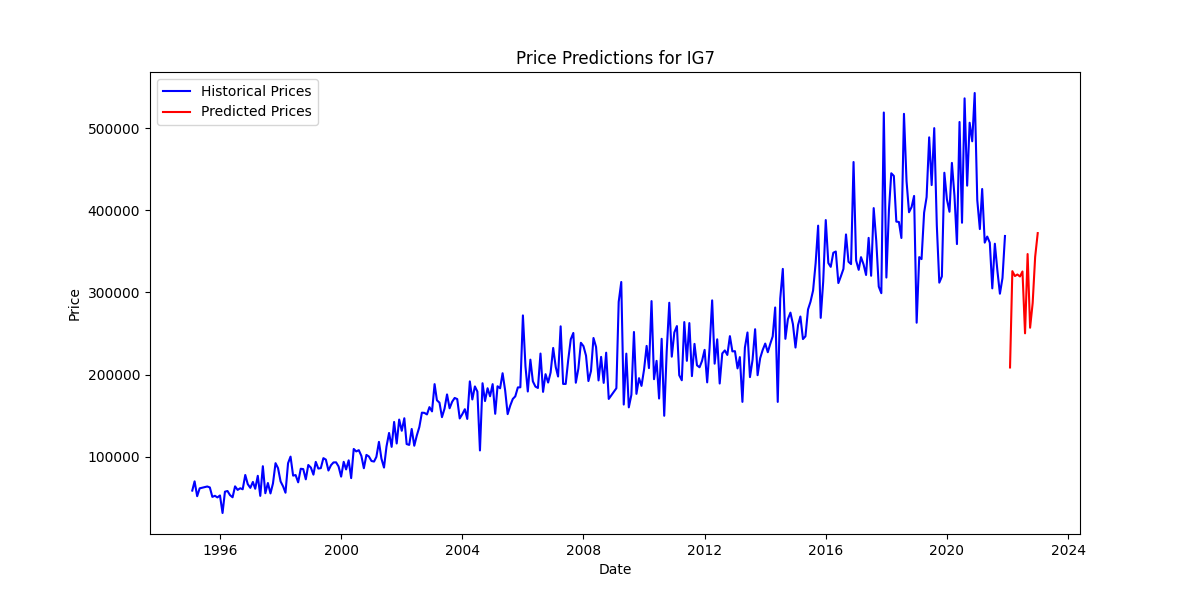 Price Predictions for IG7
Historical Prices
Predicted Prices
500000
400000
300000
200000
100000
Price
1996 2000 2004 2008 2012 2016 2020 2024
Date